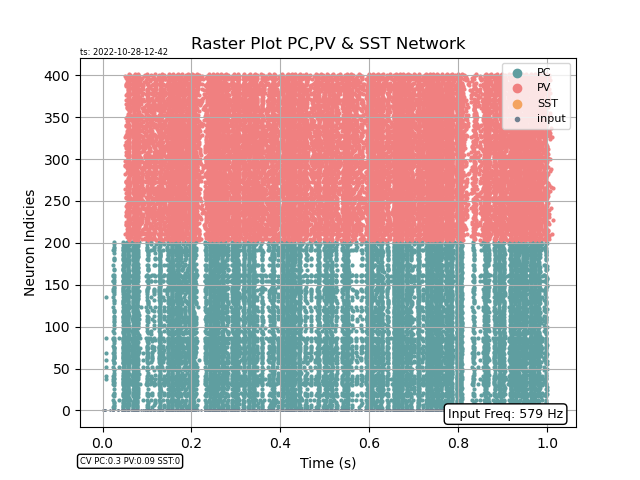 Raster Plot PC,PV & SST Network
ts: 2022-10-28-12-42
PC
PV
SST
input
400
350
300
250
200
150
100
50
0
Neuron Indicies
Input Freq: 579 Hz
0.0 0.2 0.4 0.6 0.8 1.0
Time (s)
CV PC:0.3 PV:0.09 SST:0